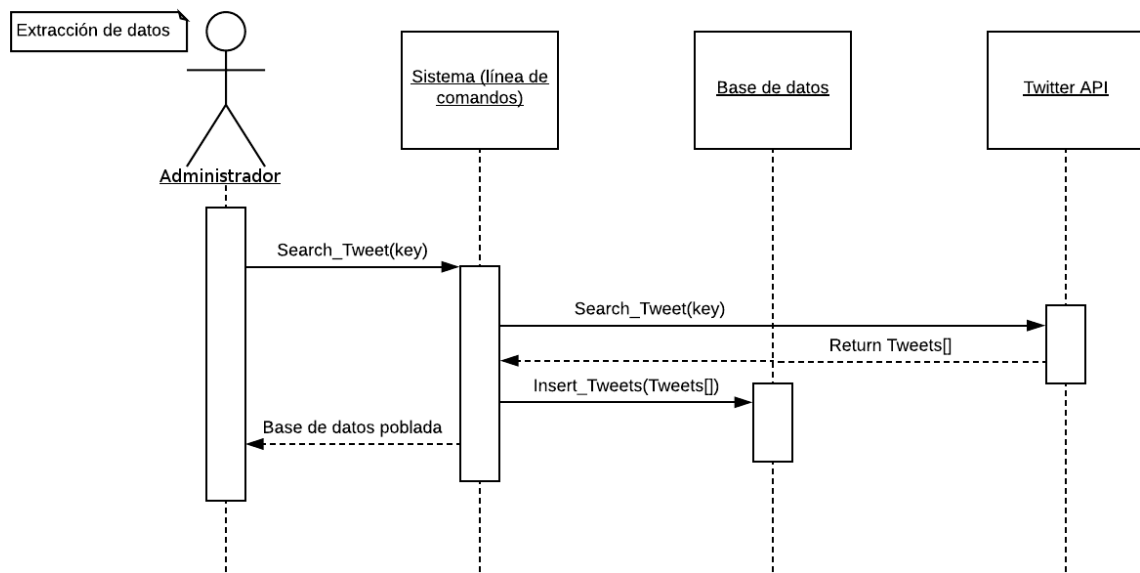 Extracción de datos
Sistema (línea de
comandos)
Base de datos
Twitter API
Administrador
Search_Tweet(key)
Search_Tweet(key)
Return Tweets[]
Insert_Tweets(Tweets[])
Base de datos poblada